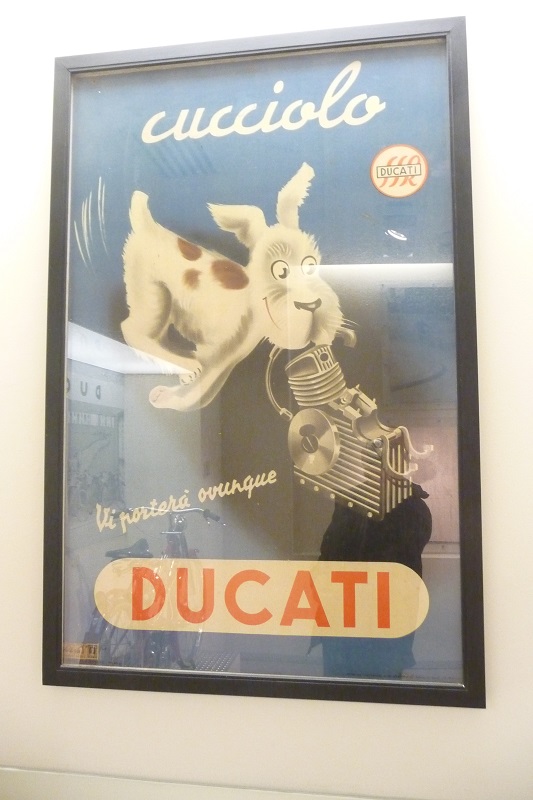 cucciolo
DUCATI
Vi porterà ovunque
DUCATI